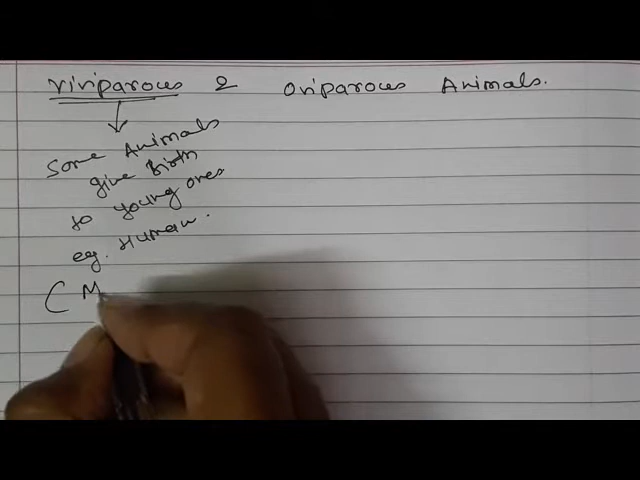 Viviparous & Oviparous Animals.
Some Animals
give Birth
to young ones
eg. Human.
( M